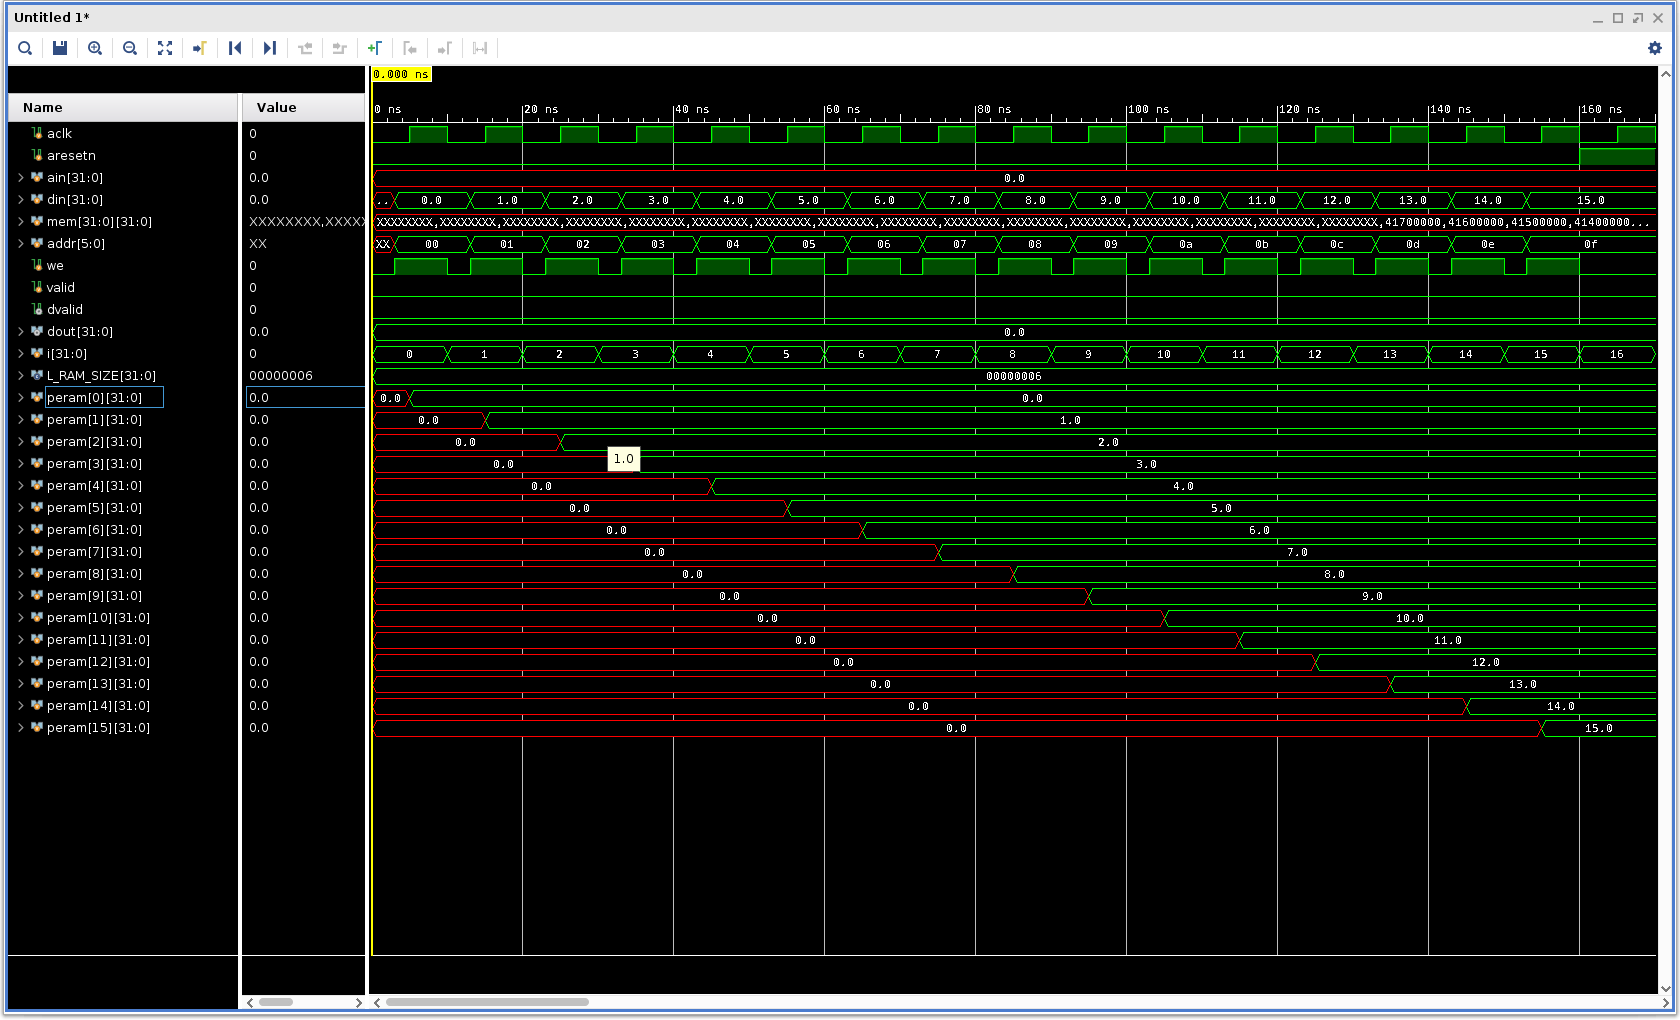 Untitled 1*
0.000 ns
Name Value
0 ns 20 ns 40 ns 60 ns 80 ns 100 ns 120 ns 140 ns 160 ns
aclk 0
aresetn 0
ain[31:0] 0.0 0.0
din[31:0] 0.0 .. 0.0 1.0 2.0 3.0 4.0 5.0 6.0 7.0 8.0 9.0 10.0 11.0 12.0 13.0 14.0 15.0
mem[31:0][31:0] XXXXXXXX,XXXXX XXXXXXXX,XXXXXXXX,XXXXXXXX,XXXXXXXX,XXXXXXXX,XXXXXXXX,XXXXXXXX,XXXXXXXX,XXXXXXXX,XXXXXXXX,XXXXXXXX,XXXXXXXX,XXXXXXXX,XXXXXXXX,XXXXXXXX,XXXXXXXX,41700000,41600000,41500000,41400000...
addr[5:0] XX XX 00 01 02 03 04 05 06 07 08 09 0a 0b 0c 0d 0e 0f
we 0
valid 0
dvalid 0
dout[31:0] 0.0 0.0
i[31:0] 0 0 1 2 3 4 5 6 7 8 9 10 11 12 13 14 15 16
L_RAM_SIZE[31:0] 00000006 00000006
peram[0][31:0] 0.0 0.0 0.0
peram[1][31:0] 0.0 0.0 1.0
peram[2][31:0] 0.0 0.0 2.0
1.0
peram[3][31:0] 0.0 0.0 3.0
peram[4][31:0] 0.0 0.0 4.0
peram[5][31:0] 0.0 0.0 5.0
peram[6][31:0] 0.0 0.0 6.0
peram[7][31:0] 0.0 0.0 7.0
peram[8][31:0] 0.0 0.0 8.0
peram[9][31:0] 0.0 0.0 9.0
peram[10][31:0] 0.0 0.0 10.0
peram[11][31:0] 0.0 0.0 11.0
peram[12][31:0] 0.0 0.0 12.0
peram[13][31:0] 0.0 0.0 13.0
peram[14][31:0] 0.0 0.0 14.0
peram[15][31:0] 0.0 0.0 15.0